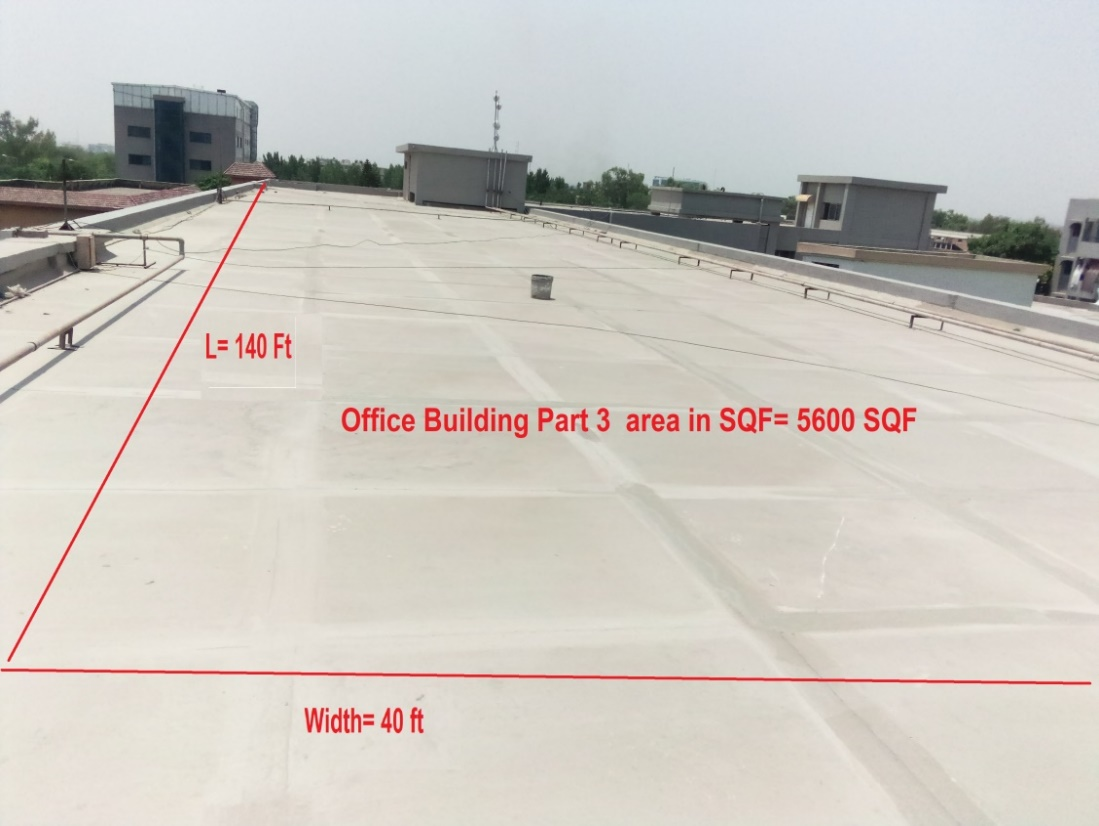 L= 140 Ft
Office Building Part 3 area in SQF= 5600 SQF
Width= 40 ft